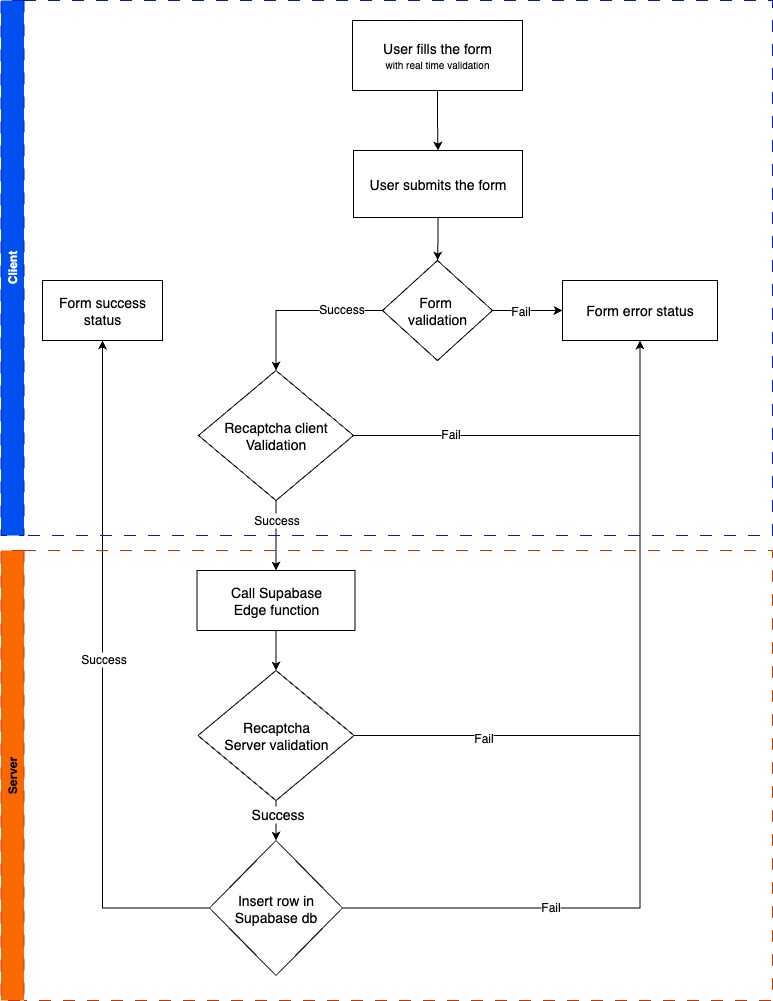 User fills the form
with real time validation
User submits the form
Client
Form success
status
Success
Form
validation
Fail
Form error status
Recaptcha client
Validation
Fail
Success
Call Supabase
Edge function
Success
Recaptcha
Server validation
Fail
Server
Success
Insert row in
Supabase db
Fail